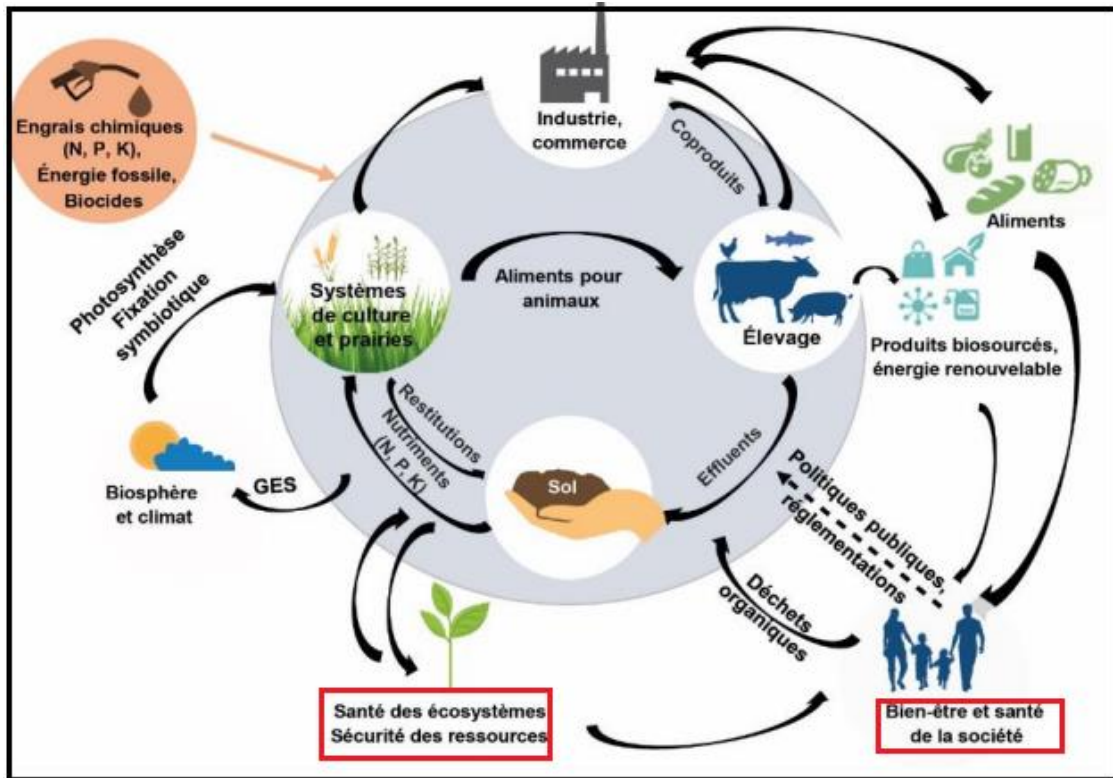 Engrais chimiques
(N, P, K),
Énergie fossile,
Biocides
Industrie,
commerce
Coproduits
Aliments
Photosynthèse
Fixation
symbiotique
Systèmes
de culture
et prairies
Aliments pour
animaux
Élevage
Produits biosourcés,
énergie renouvelable
Restitutions
Nutriments
(N, P, K)
Sol
Effluents
Politiques publiques,
réglementations
Biosphère
et climat
GES
Déchets
organiques
Santé des écosystèmes
Sécurité des ressources
Bien-être et santé
de la société